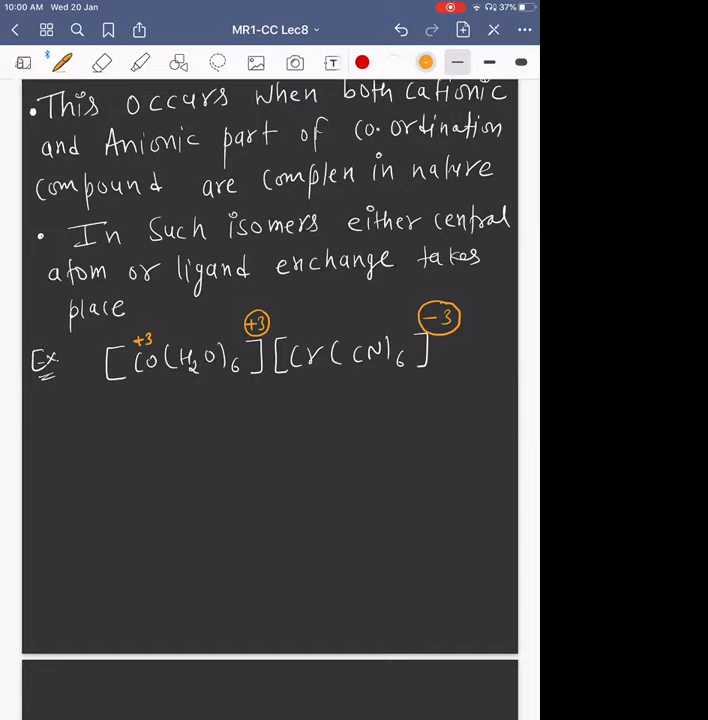 10:00 AM Wed 20 Jan 37%
MR1-CC Lec8
T
• This occurs when both cationic
and Anionic part of co.ordination
compound are complen in nature
• In Such isomers either central
atom or ligand exchange takes
place
+3 +3 -3
Ex. [CO(H2O)6][Cr(CN)6]